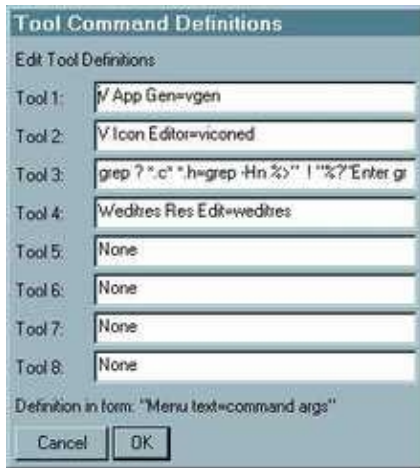 Tool Command Definitions
Edit Tool Definitions
Tool 1: V App Gen=vgen
Tool 2: V Icon Editor=viconed
Tool 3: grep ? *.c* *.h=grep -Hn %>" | "%?"Enter gr
Tool 4: Weditres Res Edit=weditres
Tool 5: None
Tool 6: None
Tool 7: None
Tool 8: None
Definition in form: "Menu text=command args"
Cancel OK